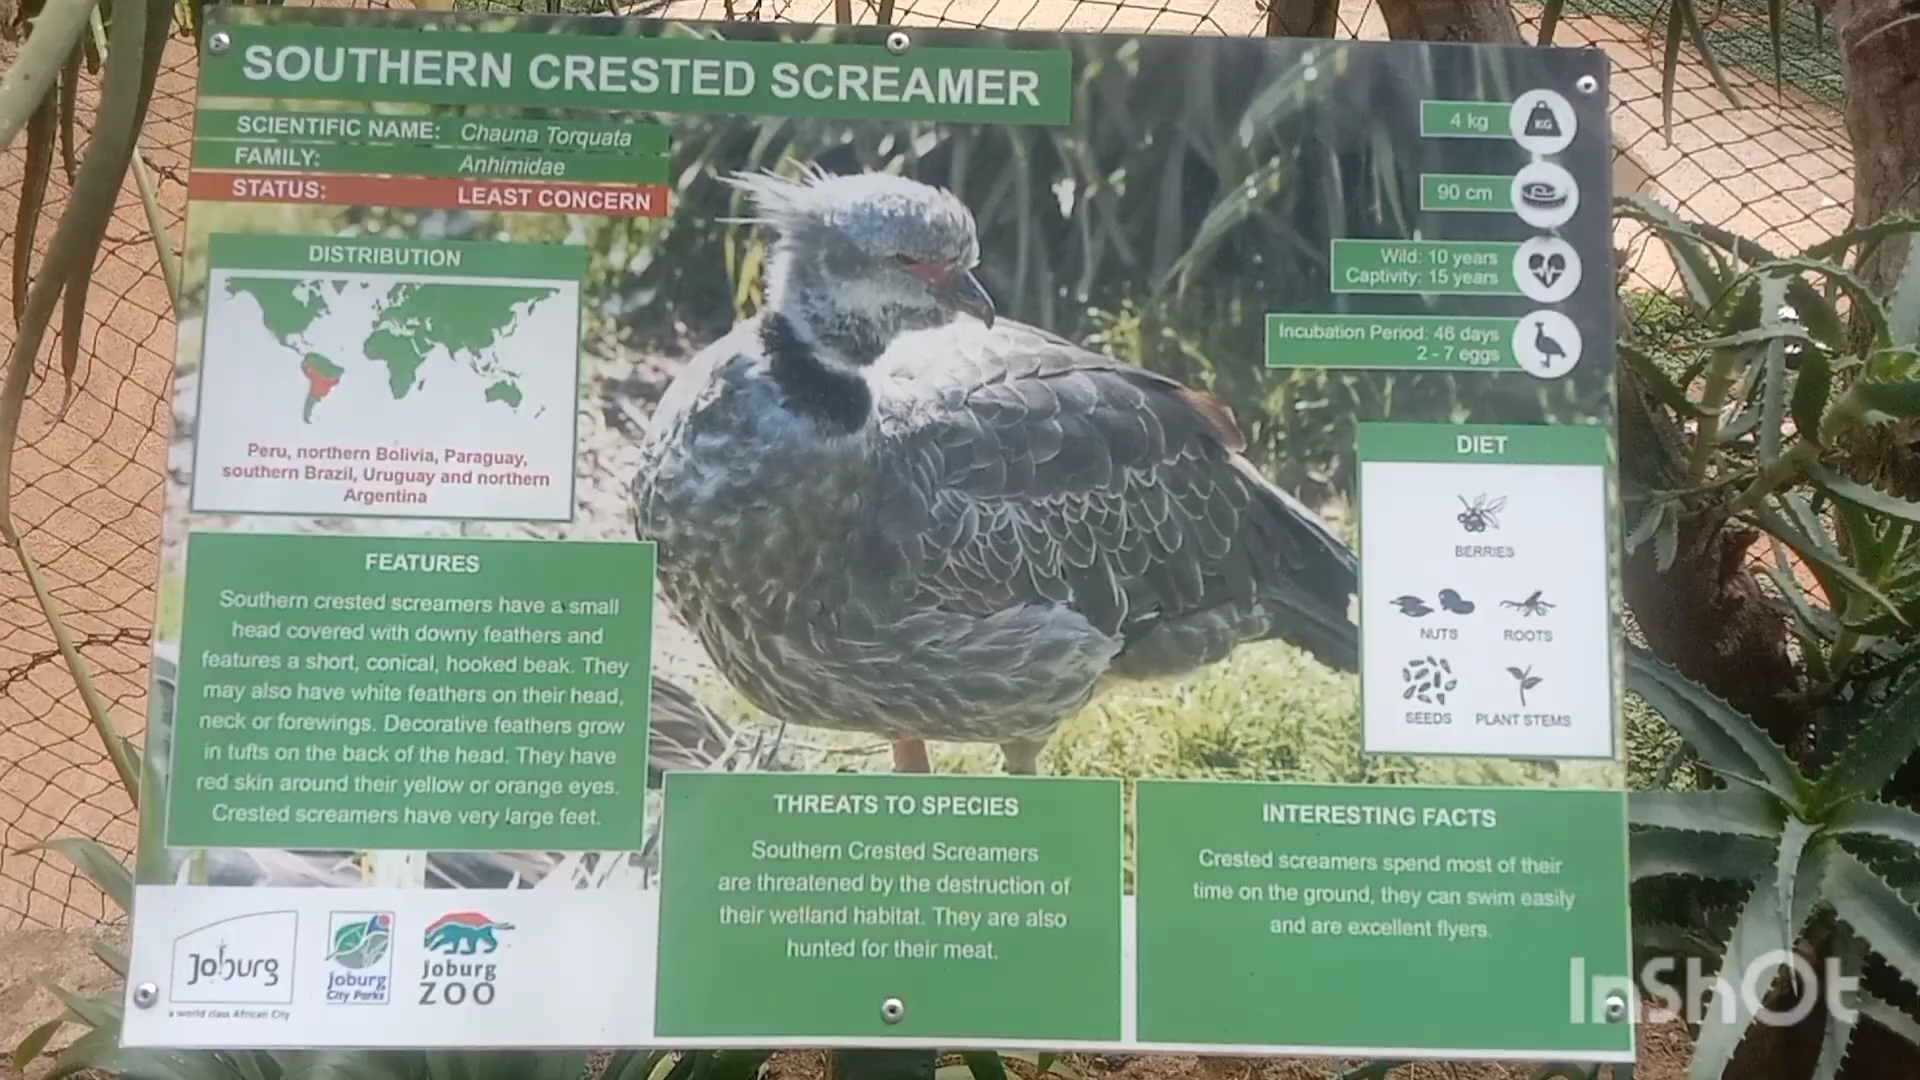 SOUTHERN CRESTED SCREAMER
SCIENTIFIC NAME: Chauna Torquata
FAMILY: Anhimidae
STATUS: LEAST CONCERN
4 kg
KG
90 cm
Wild: 10 years
Captivity: 15 years
Incubation Period: 46 days
2 - 7 eggs
DISTRIBUTION
Peru, northern Bolivia, Paraguay,
southern Brazil, Uruguay and northern
Argentina
DIET
BERRIES
NUTS
ROOTS
SEEDS
PLANT STEMS
FEATURES
Southern crested screamers have a small
head covered with downy feathers and
features a short, conical, hooked beak. They
may also have white feathers on their head,
neck or forewings. Decorative feathers grow
in tufts on the back of the head. They have
red skin around their yellow or orange eyes.
Crested screamers have very large feet.
THREATS TO SPECIES
Southern Crested Screamers
are threatened by the destruction of
their wetland habitat. They are also
hunted for their meat.
INTERESTING FACTS
Crested screamers spend most of their
time on the ground, they can swim easily
and are excellent flyers.
Joburg
a world class African City
Joburg
City Parks
Joburg
ZOO
InShOt